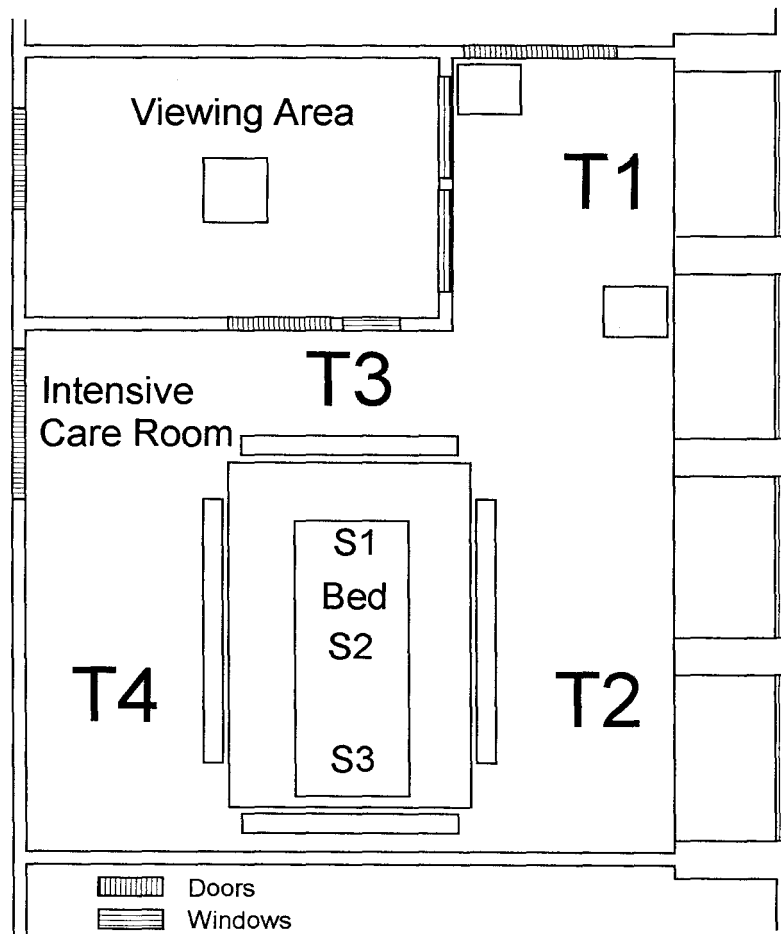 Viewing Area
T1
T3
Intensive
Care Room
S1
Bed
S2
T4
T2
S3
Doors
Windows